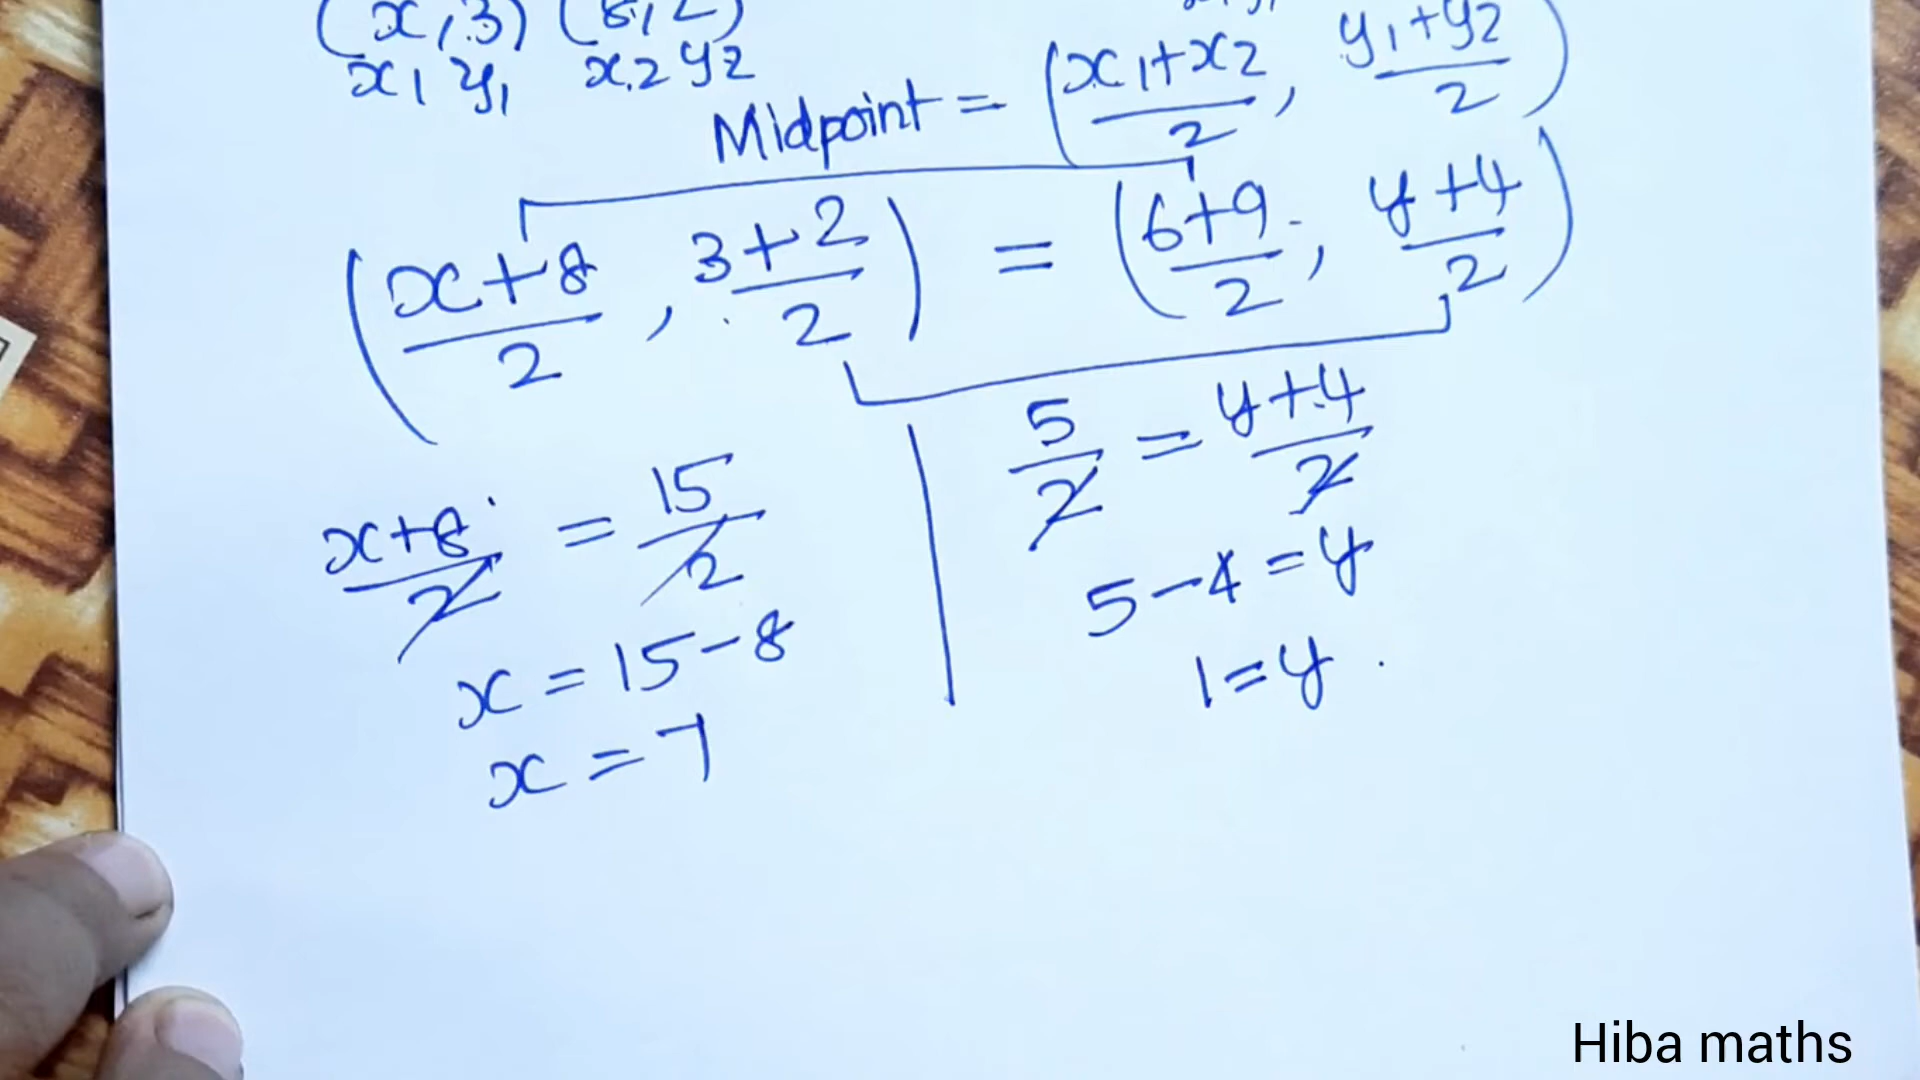 (x, 3) (8, 2)
x1 y1 x2 y2
Midpoint = (x1+x2/2, y1+y2/2)
(x+8/2, 3+2/2) = (6+9/2, y+4/2)
x+8/2 = 15/2
x = 15-8
x = 7
5/2 = y+4/2
5-4 = y
1 = y.
Hiba maths